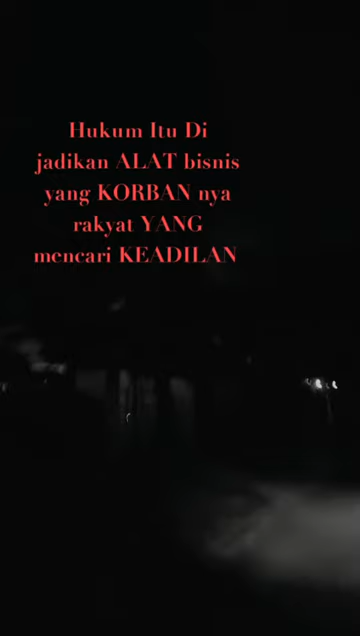 Hukum Itu Di
jadikan ALAT bisnis
yang KORBAN nya
rakyat YANG
mencari KEADILAN